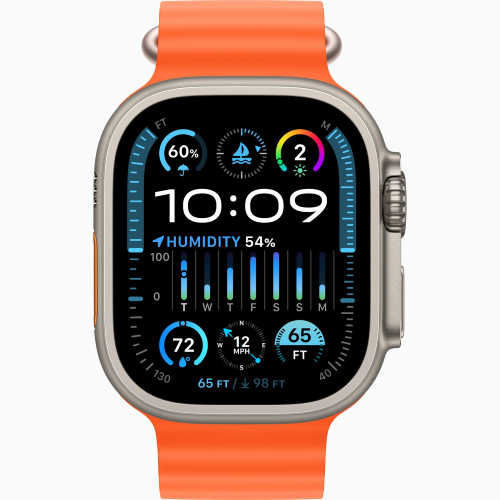 FT
M
60%
2
10:09
HUMIDITY 54%
100
0
T W T F S S M
72
N
W E
S
12
MPH
65
FT
130
40
65 FT / ↓ 98 FT